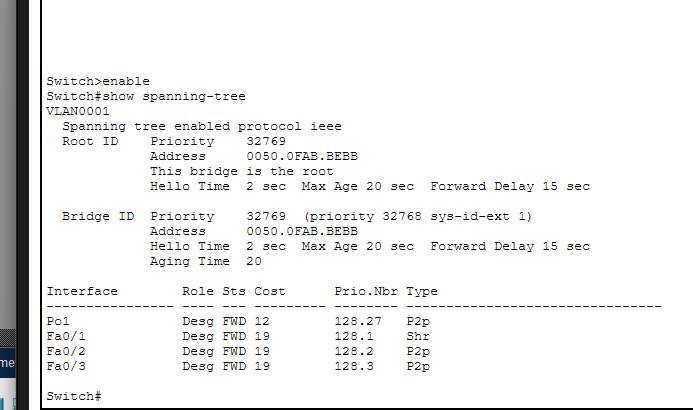 Switch>enable
Switch#show spanning-tree
VLAN0001
  Spanning tree enabled protocol ieee
  Root ID    Priority    32769
             Address     0050.0FAB.BEBB
             This bridge is the root
             Hello Time  2 sec  Max Age 20 sec  Forward Delay 15 sec
  Bridge ID  Priority    32769  (priority 32768 sys-id-ext 1)
             Address     0050.0FAB.BEBB
             Hello Time  2 sec  Max Age 20 sec  Forward Delay 15 sec
             Aging Time  20
Interface        Role Sts Cost      Prio.Nbr Type
---------------- ---- --- --------- -------- --------------------------------
Po1              Desg FWD 12        128.27   P2p
Fa0/1            Desg FWD 19        128.1    Shr
Fa0/2            Desg FWD 19        128.2    P2p
Fa0/3            Desg FWD 19        128.3    P2p
me
Switch#